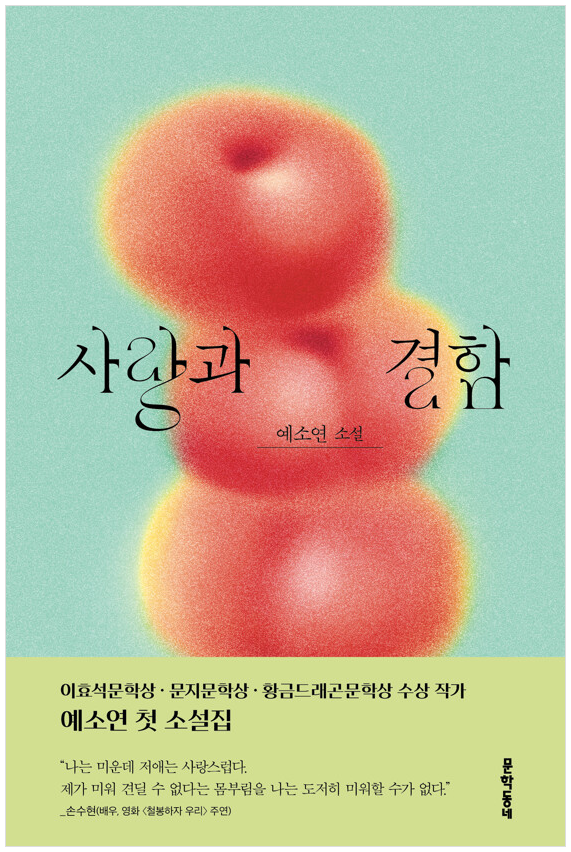 사랑과 결함
예소연 소설
이효석문학상 · 문지문학상 · 황금드래곤문학상 수상 작가
예소연 첫 소설집
“나는 미운데 저애는 사랑스럽다.
제가 미워 견딜 수 없다는 몸부림을 나는 도저히 미워할 수가 없다.”
_손수현(배우, 영화 〈철봉하자 우리〉 주연)
문학동네